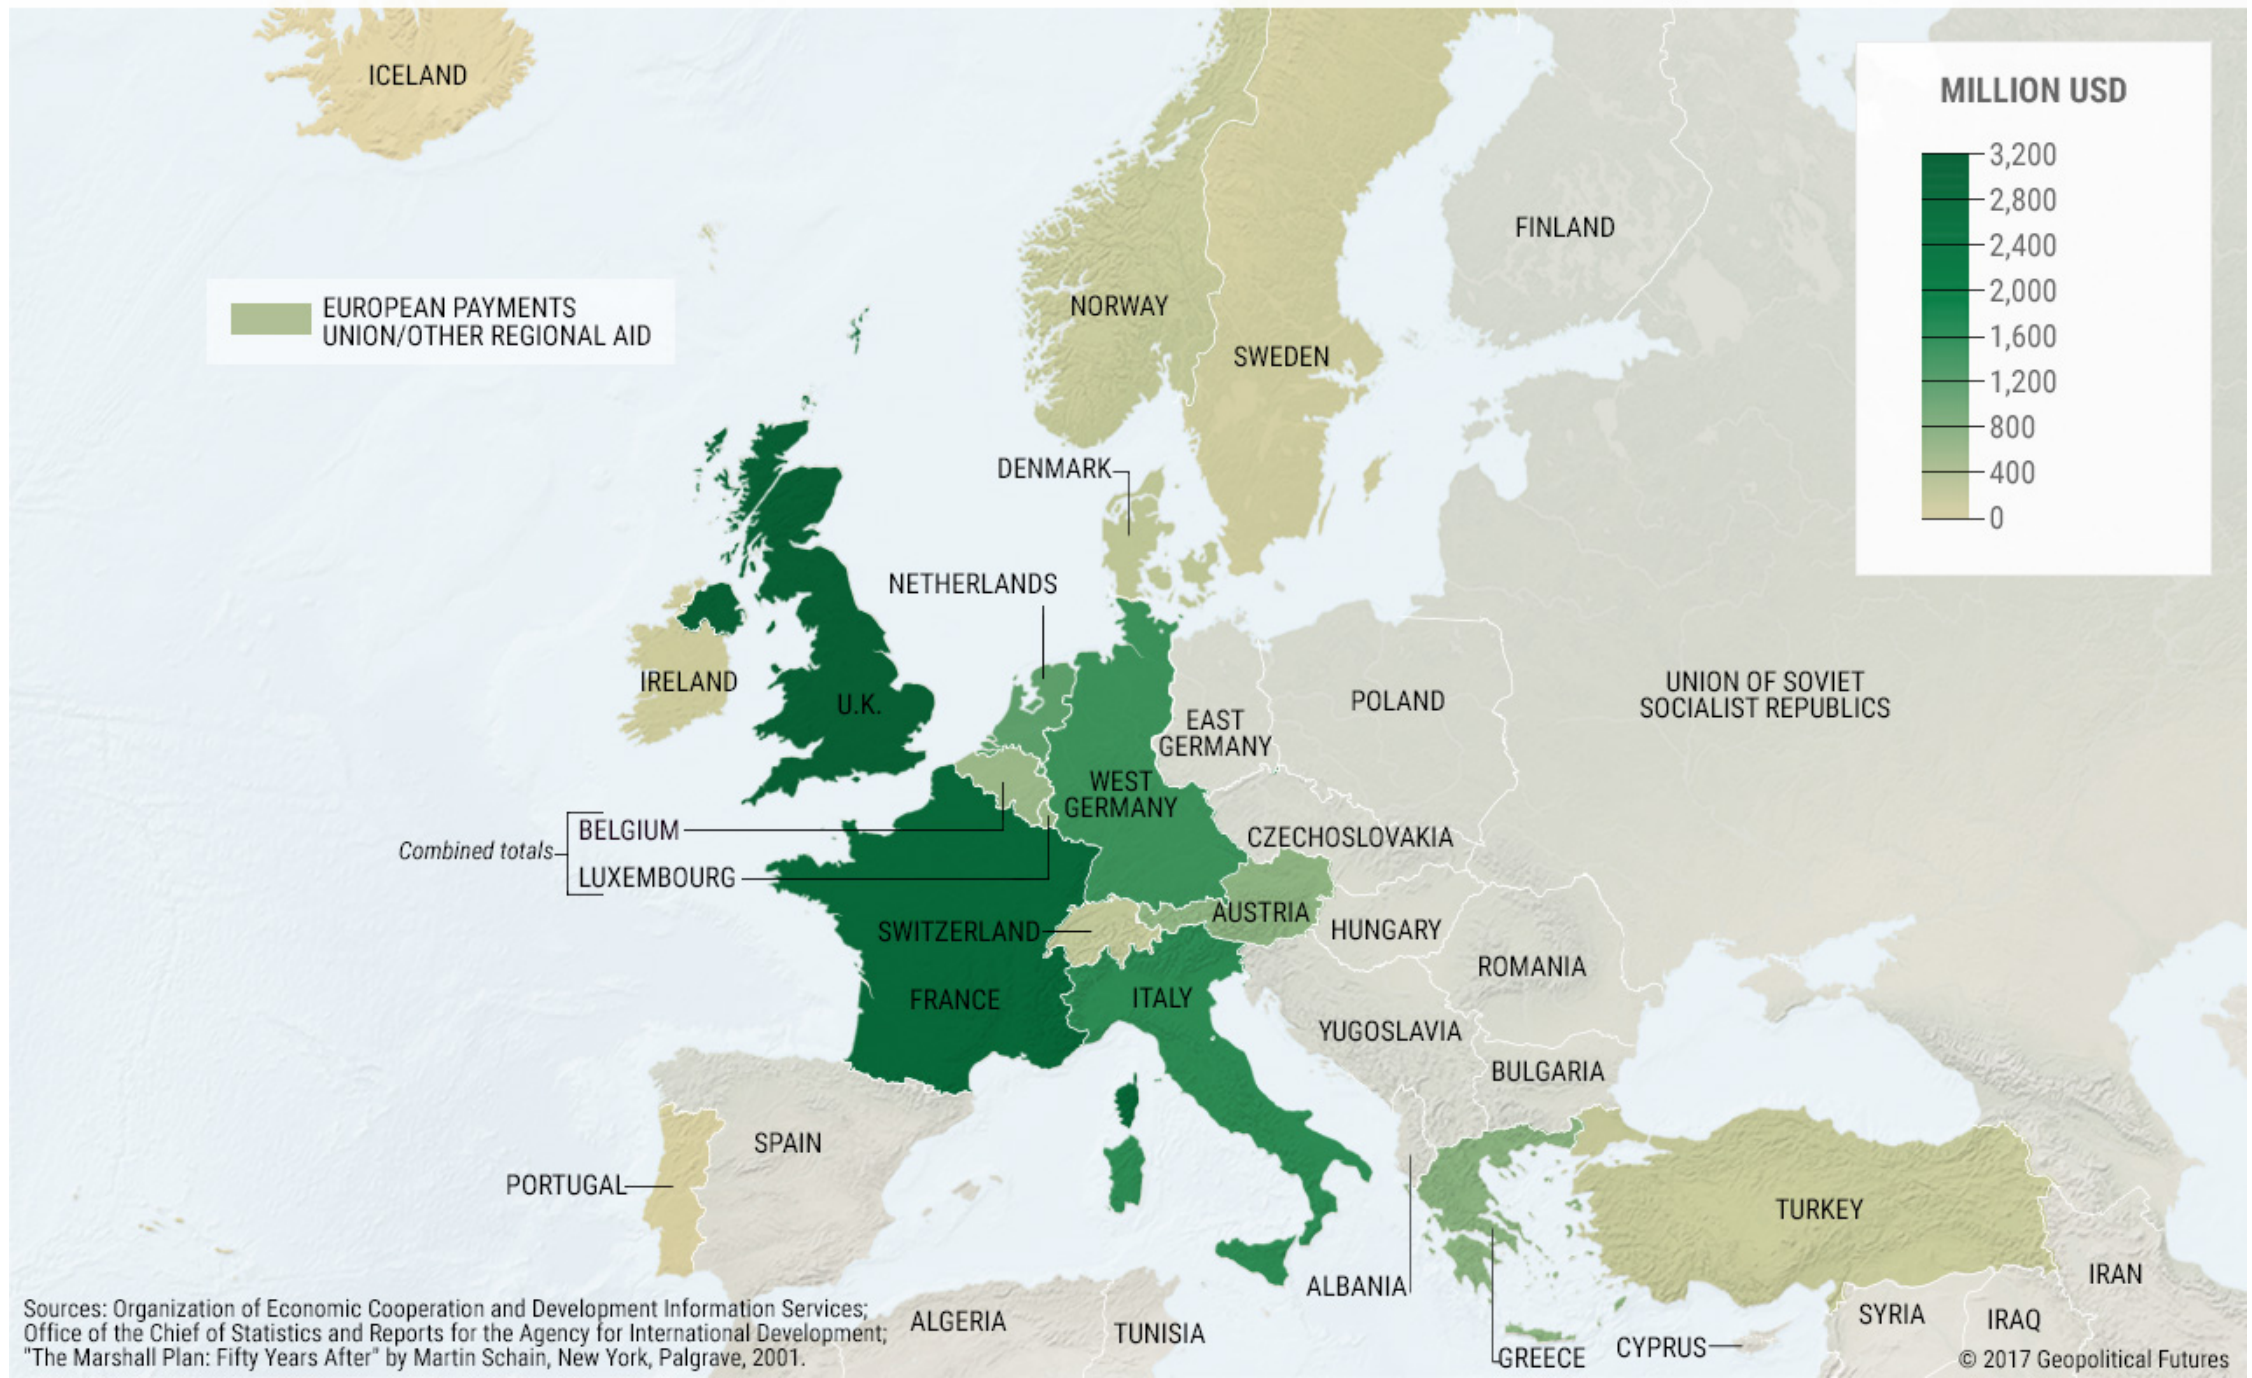 ICELAND
MILLION USD
3,200
2,800
2,400
2,000
1,600
1,200
800
400
0
FINLAND
EUROPEAN PAYMENTS
UNION/OTHER REGIONAL AID
NORWAY
SWEDEN
DENMARK
NETHERLANDS
IRELAND
U.K.
UNION OF SOVIET
SOCIALIST REPUBLICS
POLAND
EAST
GERMANY
WEST
GERMANY
Combined totals
BELGIUM
LUXEMBOURG
CZECHOSLOVAKIA
SWITZERLAND
AUSTRIA
HUNGARY
ROMANIA
FRANCE
ITALY
YUGOSLAVIA
BULGARIA
SPAIN
PORTUGAL
TURKEY
ALBANIA
IRAN
SYRIA
IRAQ
ALGERIA
TUNISIA
GREECE
CYPRUS
Sources: Organization of Economic Cooperation and Development Information Services;
Office of the Chief of Statistics and Reports for the Agency for International Development;
"The Marshall Plan: Fifty Years After" by Martin Schain, New York, Palgrave, 2001.
© 2017 Geopolitical Futures